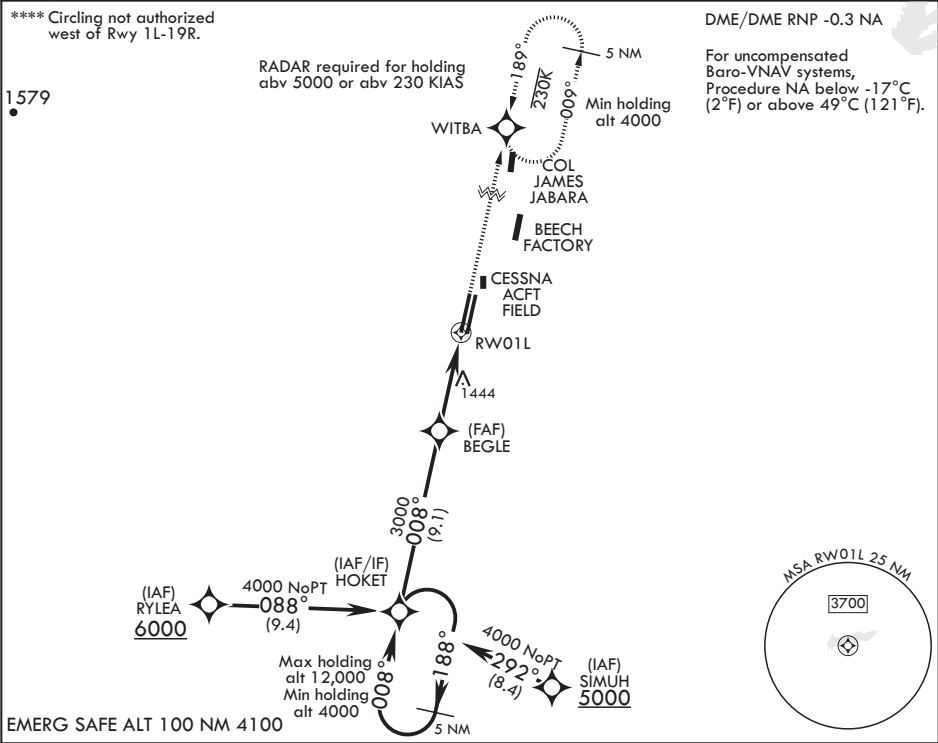 **** Circling not authorized
west of Rwy 1L-19R.
DME/DME RNP -0.3 NA
For uncompensated
Baro-VNAV systems,
Procedure NA below -17°C
(2°F) or above 49°C (121°F).
RADAR required for holding
abv 5000 or abv 230 KIAS
1579
189°
230K
009°
5 NM
Min holding
alt 4000
WITBA
COL
JAMES
JABARA
BEECH
FACTORY
CESSNA
ACFT
FIELD
RW01L
1444
(FAF)
BEGLE
3000
008°
(9.1)
(IAF/IF)
HOKET
(IAF)
RYLEA
6000
4000 NoPT
088°
(9.4)
4000 NoPT
292°
(8.4)
(IAF)
SIMUH
5000
188°
008°
Max holding
alt 12,000
Min holding
alt 4000
5 NM
MSA RW01L 25 NM
3700
EMERG SAFE ALT 100 NM 4100